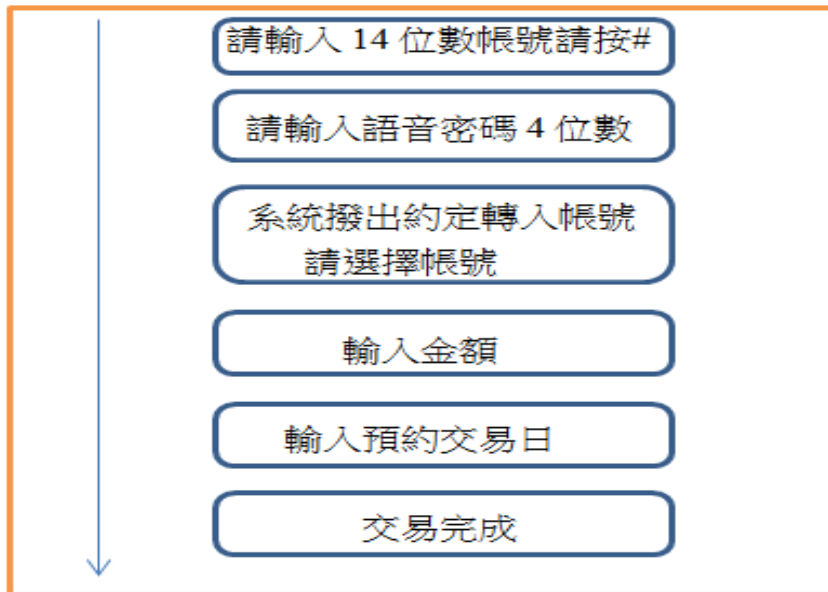 請輸入 14 位數帳號請按#
請輸入語音密碼 4 位數
系統撥出約定轉入帳號
請選擇帳號
輸入金額
輸入預約交易日
交易完成